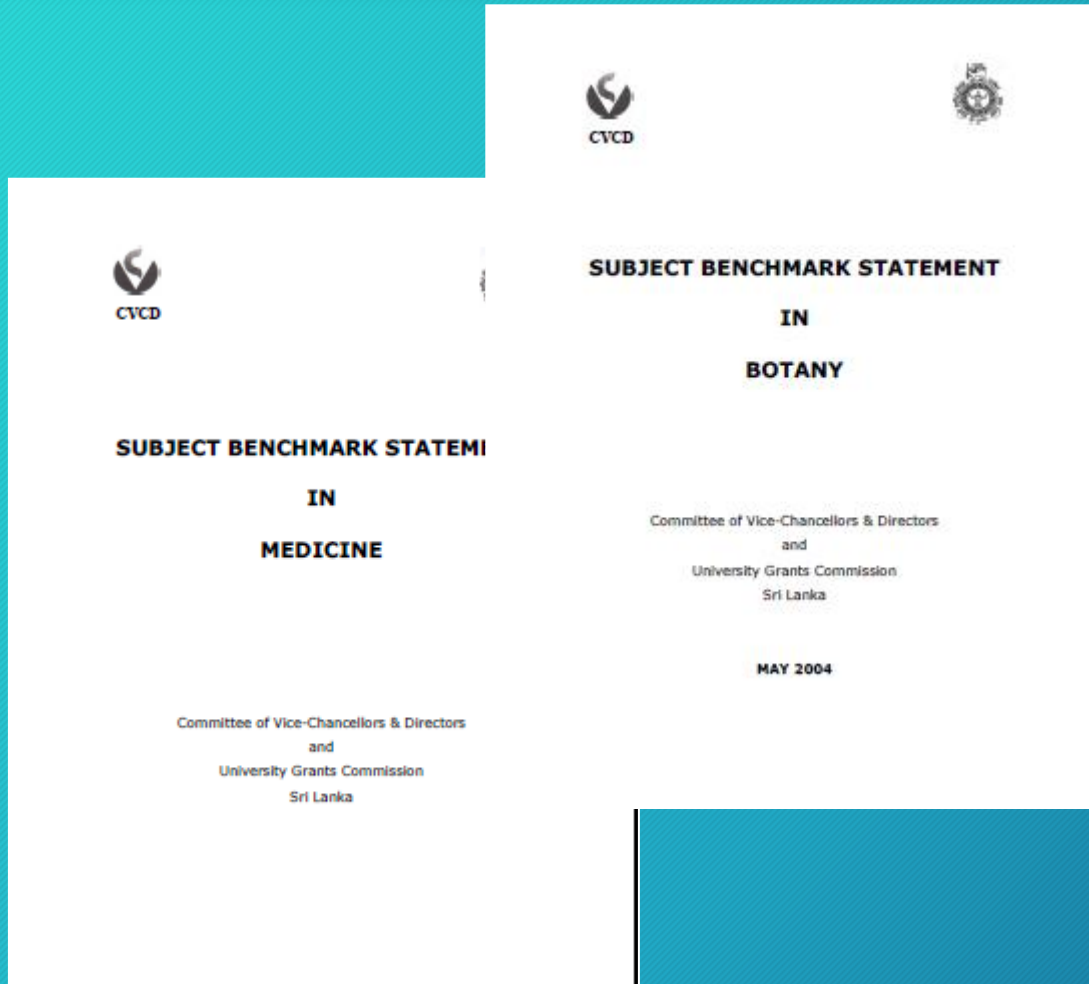 CVCD
SUBJECT BENCHMARK STATEMENT
IN
BOTANY
Committee of Vice-Chancellors & Directors
and
University Grants Commission
Sri Lanka
MAY 2004
CVCD
SUBJECT BENCHMARK STATEM
IN
MEDICINE
Committee of Vice-Chancellors & Directors
and
University Grants Commission
Sri Lanka